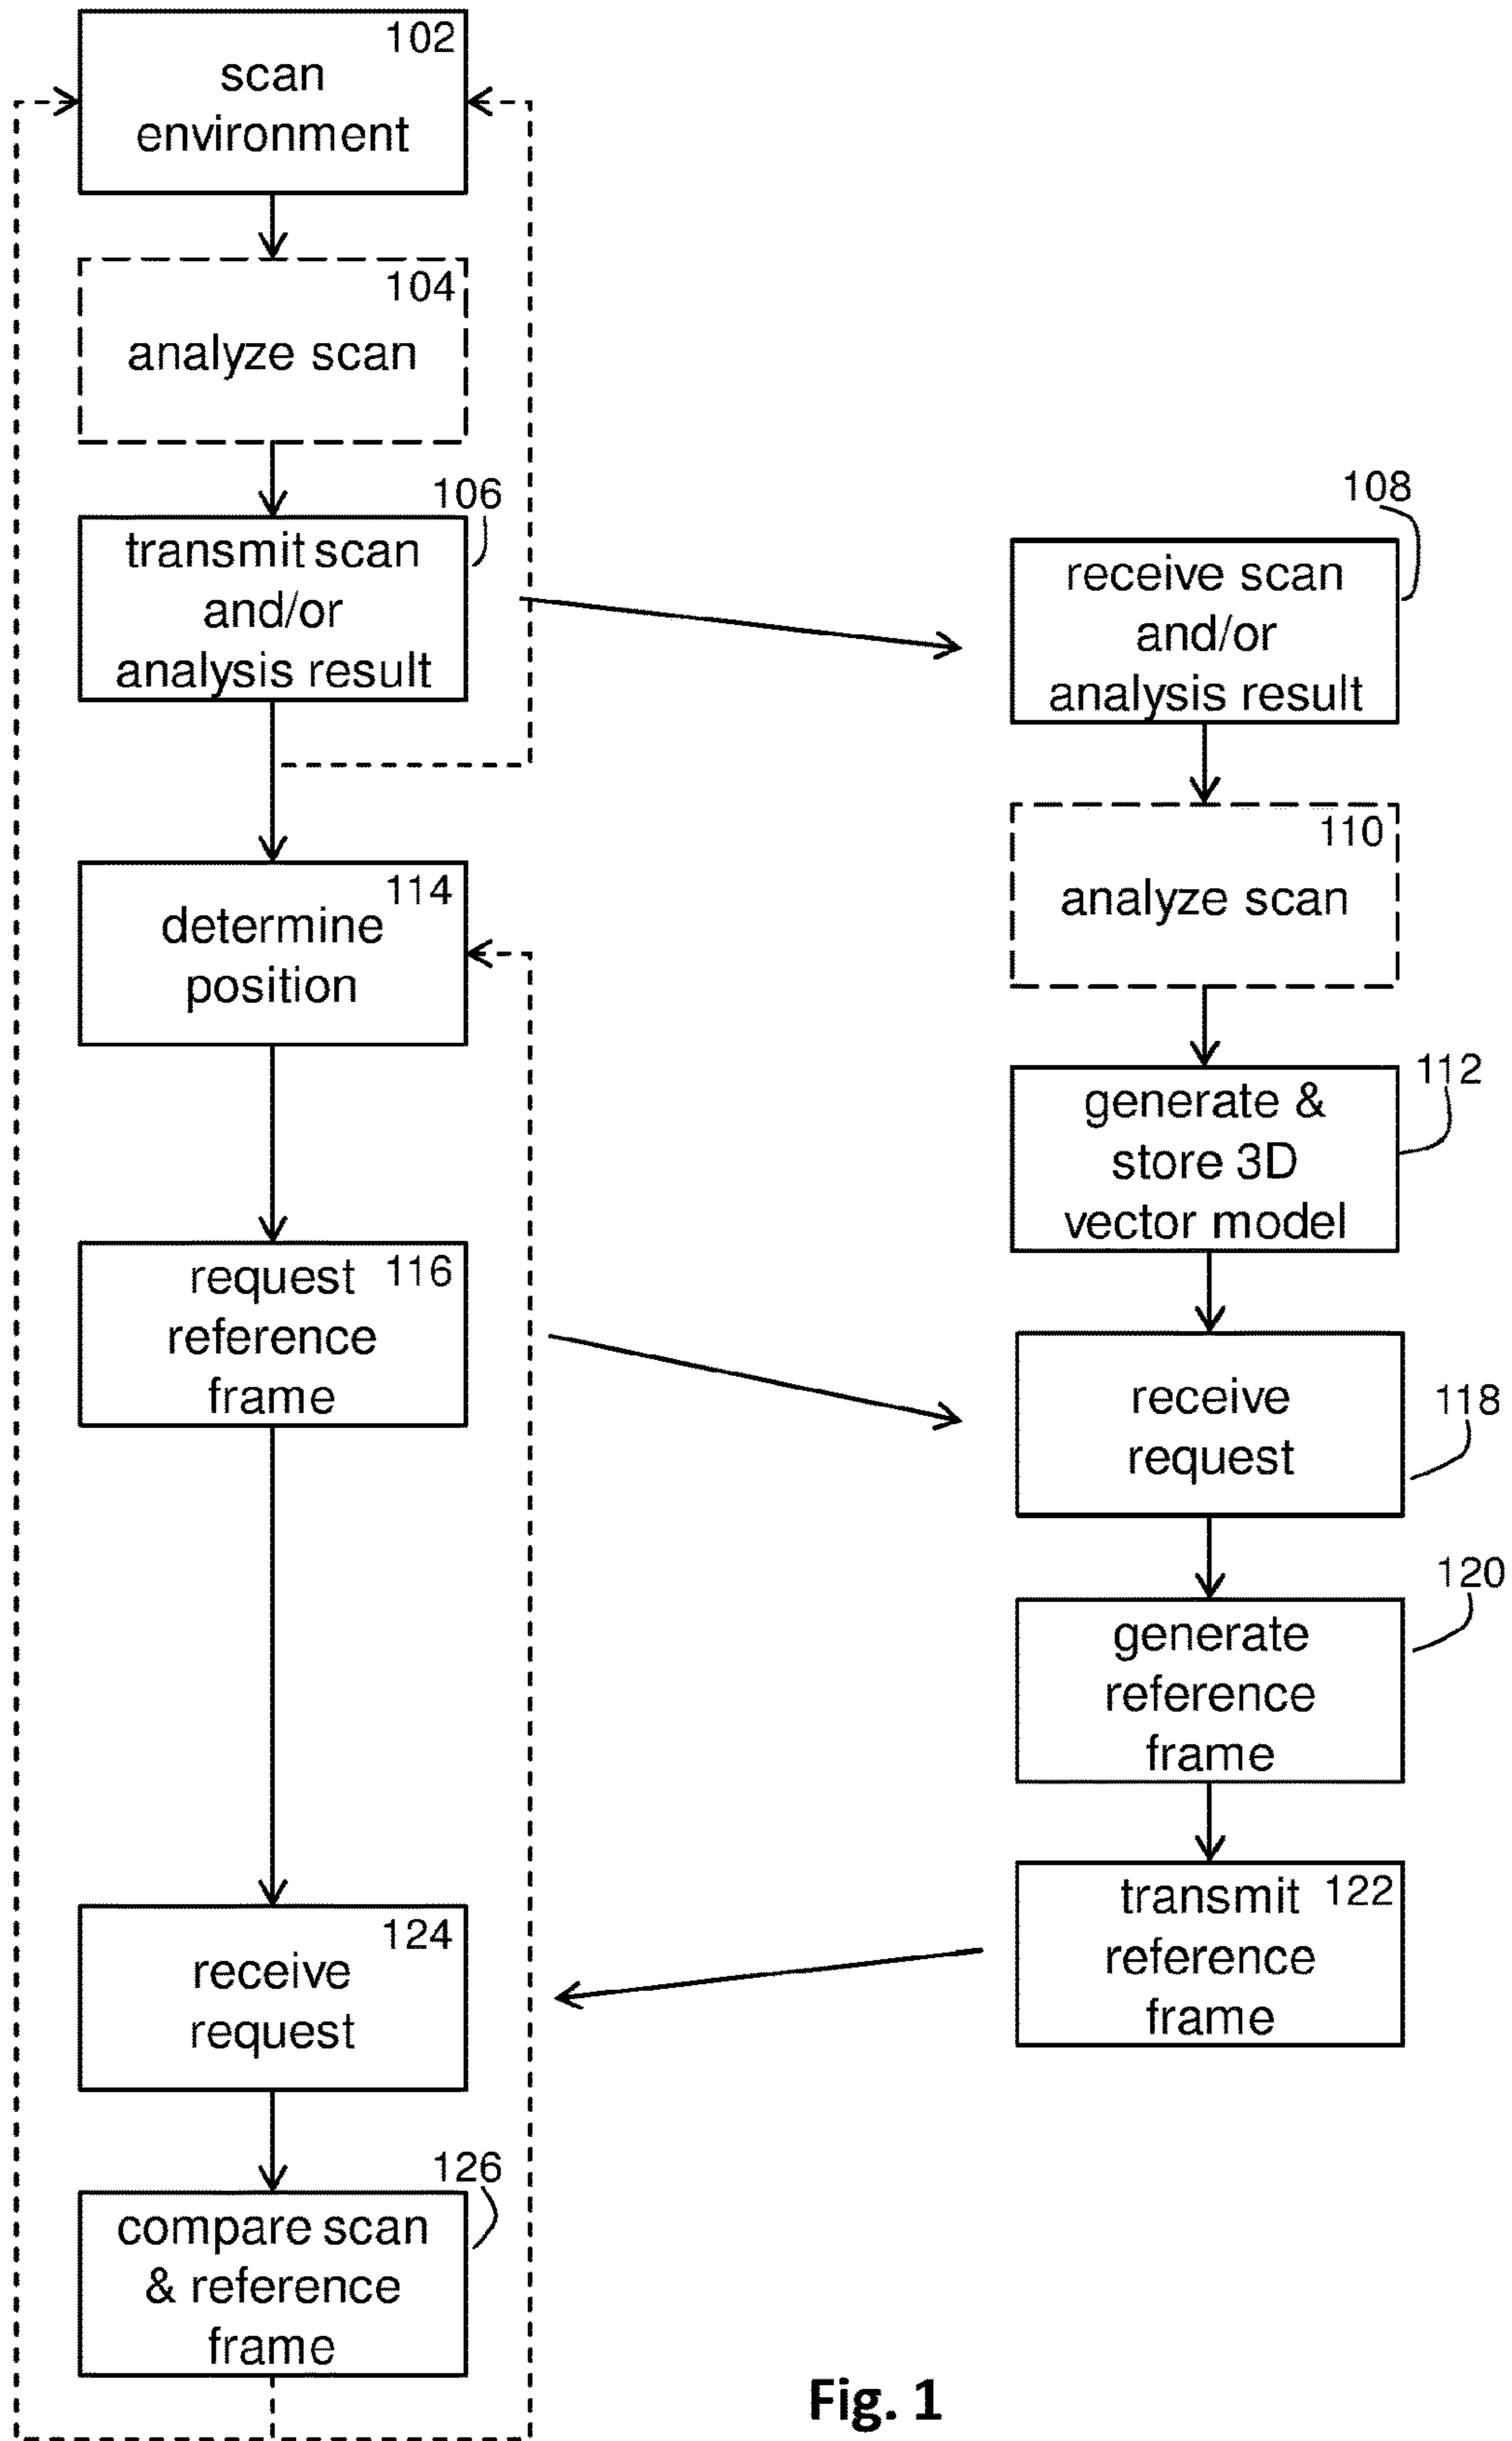 102
scan
environment
104
analyze scan
106
transmit scan
and/or
analysis result
108
receive scan
and/or
analysis result
110
analyze scan
112
generate &
store 3D
vector model
114
determine
position
request 116
reference
frame
receive
request
118
120
generate
reference
frame
transmit 122
reference
frame
124
receive
request
126
compare scan
& reference
frame
Fig. 1